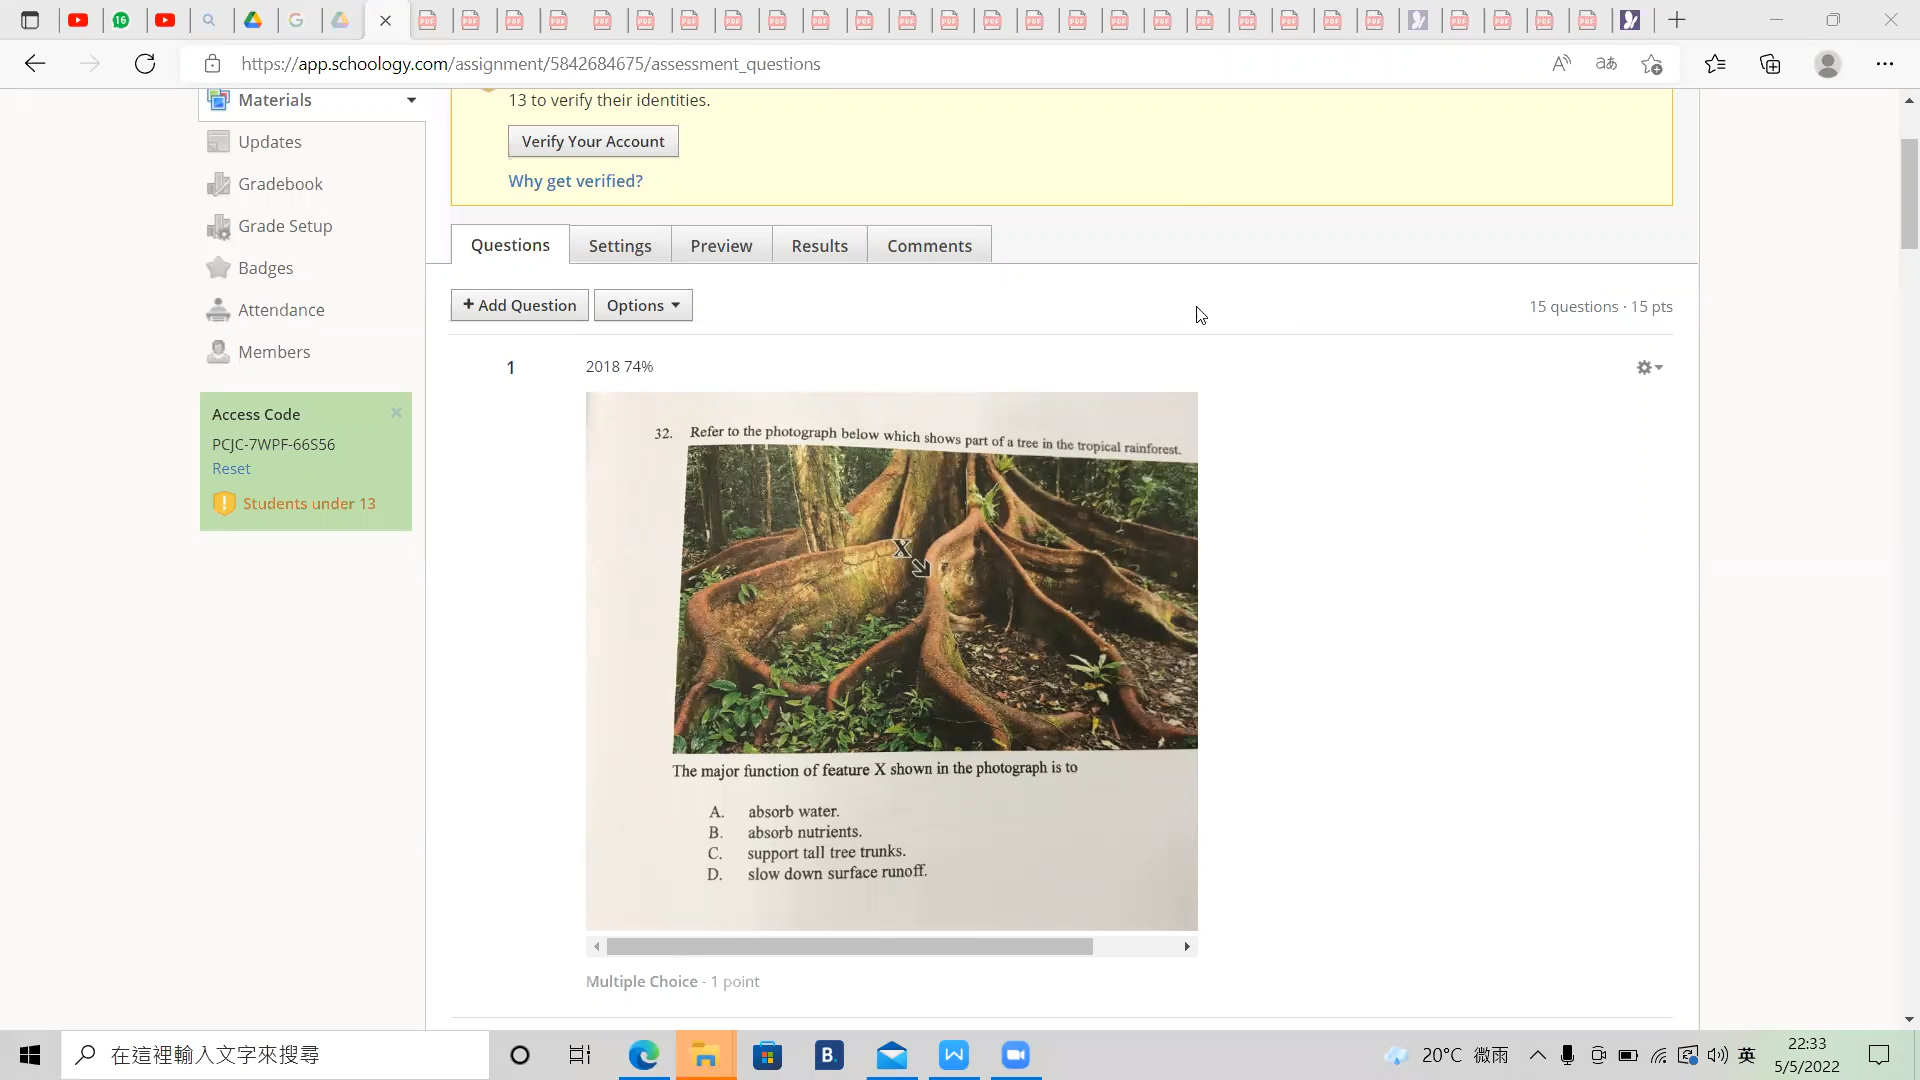 16
https://app.schoology.com/assignment/5842684675/assessment_questions
Materials
Updates
Gradebook
Grade Setup
Badges
Attendance
Members
Access Code
PCJC-7WPF-66S56
Reset
Students under 13
13 to verify their identities.
Verify Your Account
Why get verified?
Questions
Settings
Preview
Results
Comments
+ Add Question
Options
15 questions · 15 pts
1
2018 74%
32. Refer to the photograph below which shows part of a tree in the tropical rainforest.
X
The major function of feature X shown in the photograph is to
A. absorb water.
B. absorb nutrients.
C. support tall tree trunks.
D. slow down surface runoff.
Multiple Choice - 1 point
在這裡輸入文字來搜尋
B.
20°C 微雨
英
22:33
5/5/2022